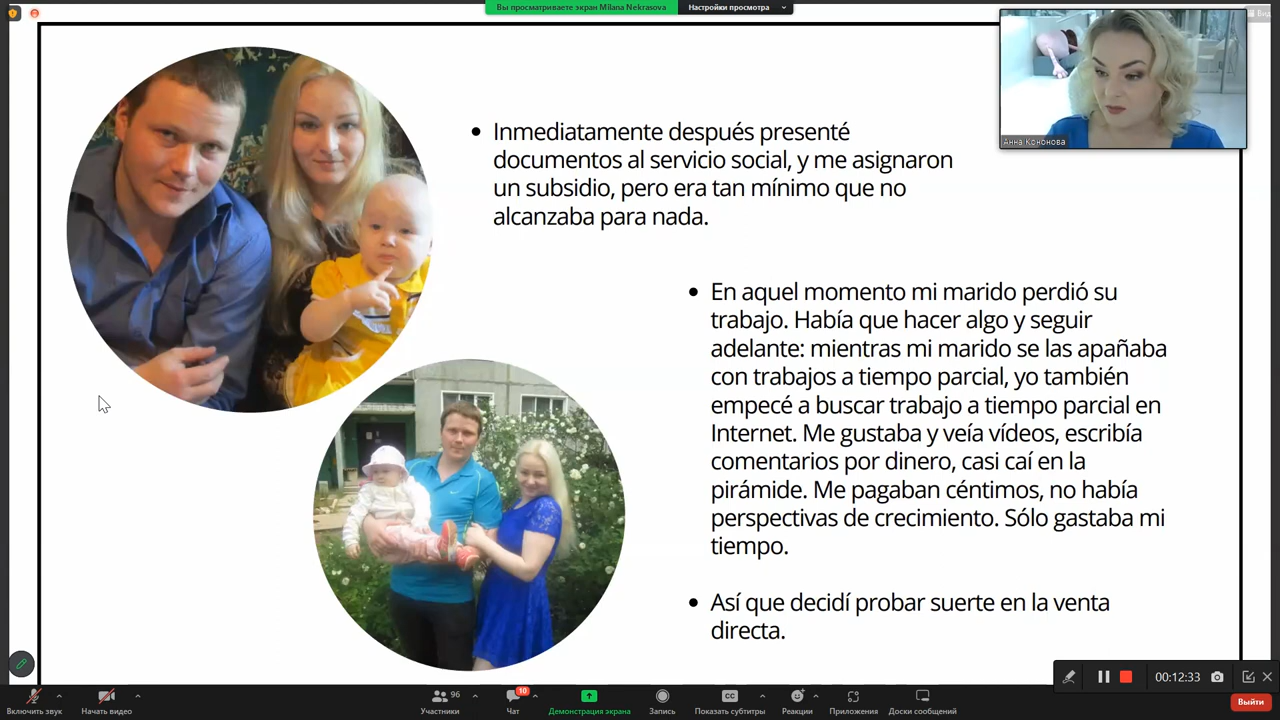 Вы просматриваете экран Milana Nekrasova
Настройки просмотра
Вид
Анна Кононова
• Inmediatamente después presenté
documentos al servicio social, y me asignaron
un subsidio, pero era tan mínimo que no
alcanzaba para nada.
• En aquel momento mi marido perdió su
trabajo. Había que hacer algo y seguir
adelante: mientras mi marido se las apañaba
con trabajos a tiempo parcial, yo también
empecé a buscar trabajo a tiempo parcial en
Internet. Me gustaba y veía vídeos, escribía
comentarios por dinero, casi caí en la
pirámide. Me pagaban céntimos, no había
perspectivas de crecimiento. Sólo gastaba mi
tiempo.
• Así que decidí probar suerte en la venta
directa.
00:12:33
96
10
CC
Включить звук
Начать видео
Участники
Чат
Демонстрация экрана
Запись
Показать субтитры
Реакции
Приложения
Доски сообщений
Выйти